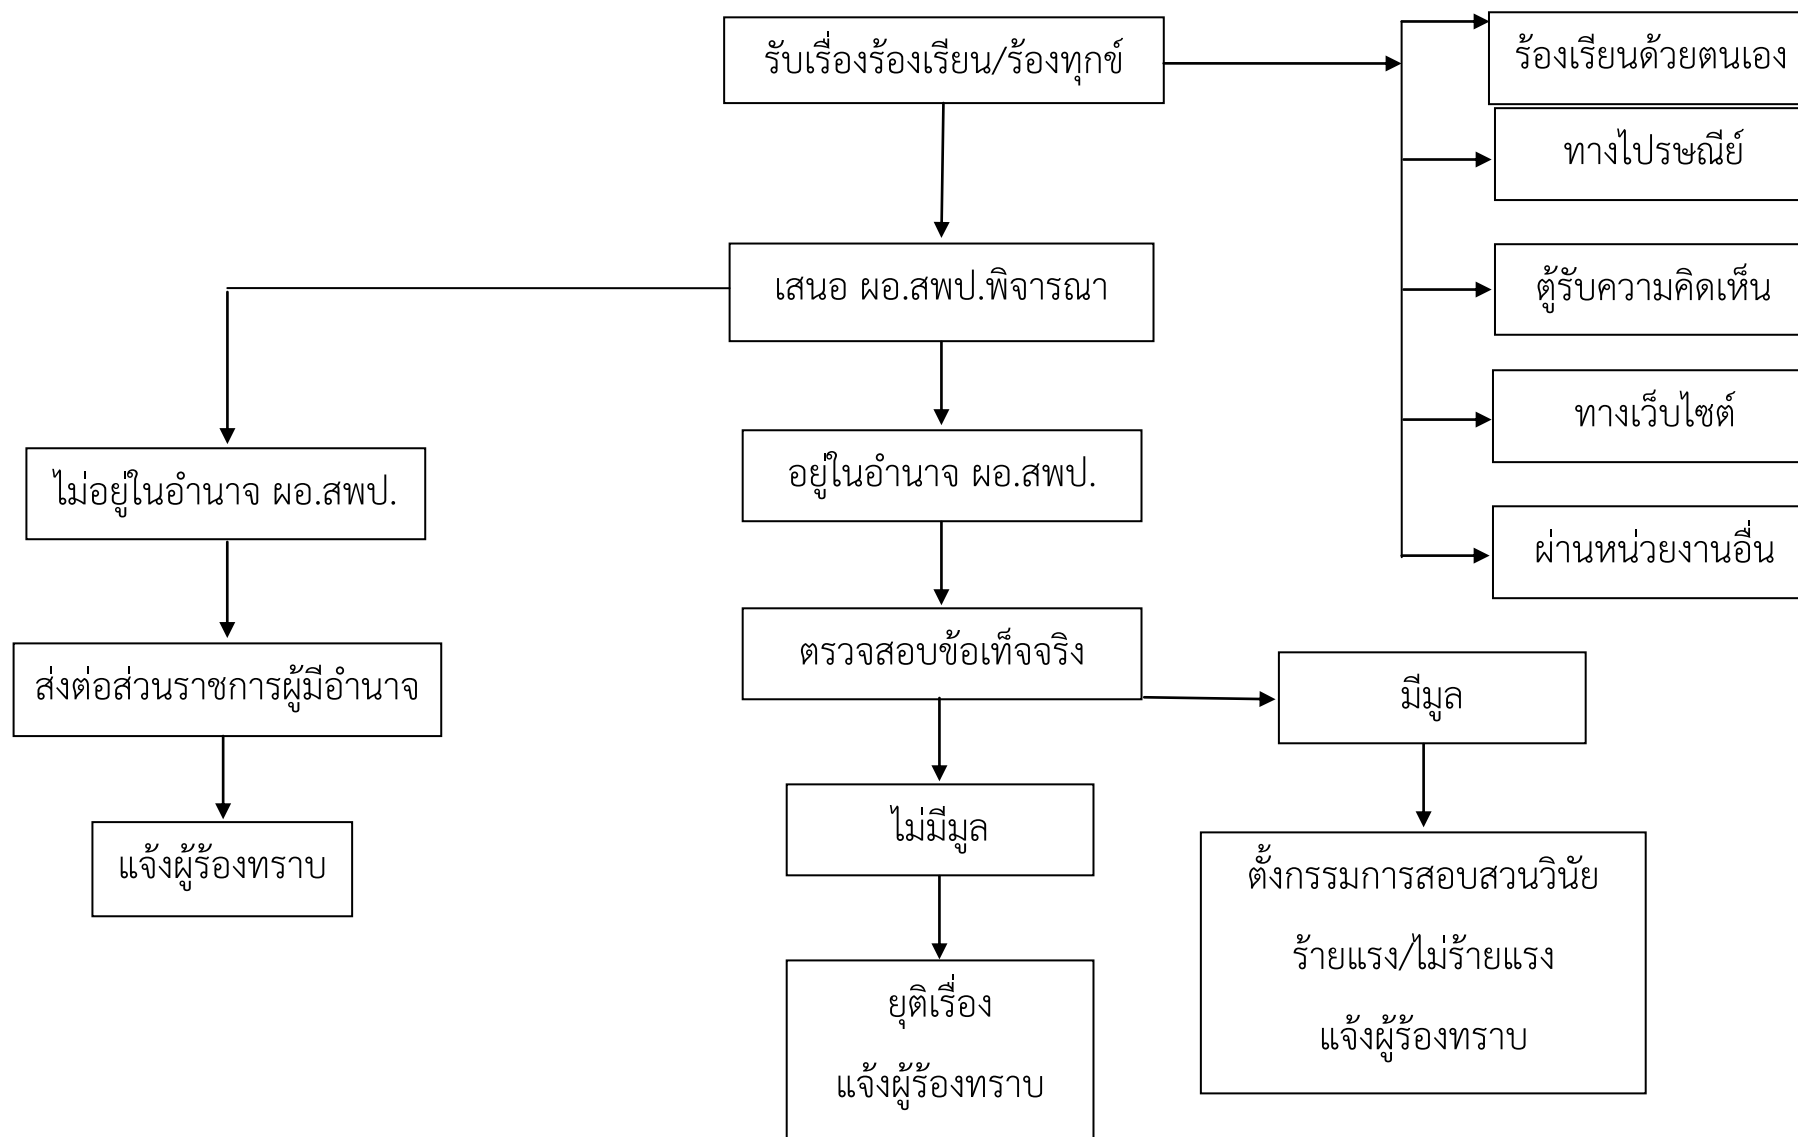 รับเรื่องร้องเรียน/ร้องทุกข์
ร้องเรียนด้วยตนเอง
ทางไปรษณีย์
ตู้รับความคิดเห็น
ทางเว็บไซต์
ผ่านหน่วยงานอื่น
เสนอ ผอ.สพป.พิจารณา
ไม่อยู่ในอำนาจ ผอ.สพป.
ส่งต่อส่วนราชการผู้มีอำนาจ
แจ้งผู้ร้องทราบ
อยู่ในอำนาจ ผอ.สพป.
ตรวจสอบข้อเท็จจริง
มีมูล
ตั้งกรรมการสอบสวนวินัย
ร้ายแรง/ไม่ร้ายแรง
แจ้งผู้ร้องทราบ
ไม่มีมูล
ยุติเรื่อง
แจ้งผู้ร้องทราบ